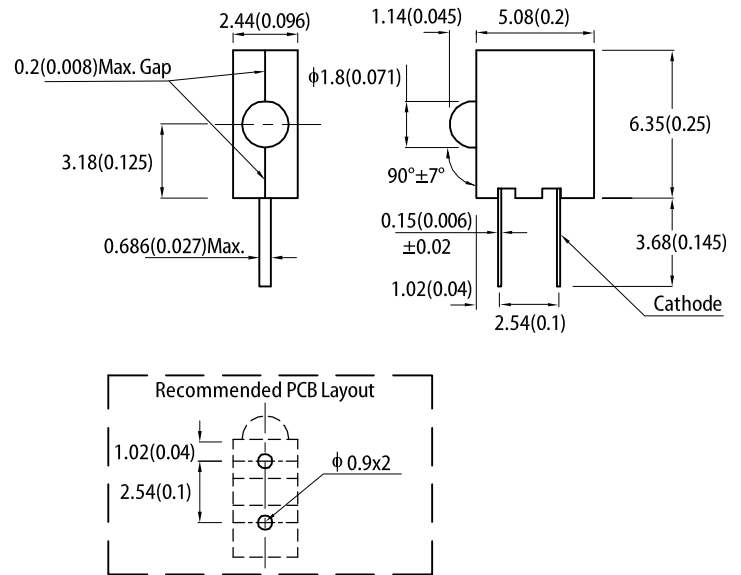 2.44(0.096)
1.14(0.045)
5.08(0.2)
0.2(0.008)Max. Gap
ϕ1.8(0.071)
6.35(0.25)
3.18(0.125)
90°±7°
0.15(0.006)
±0.02
0.686(0.027)Max.
3.68(0.145)
1.02(0.04)
Cathode
2.54(0.1)
Recommended PCB Layout
1.02(0.04)
ϕ 0.9x2
2.54(0.1)